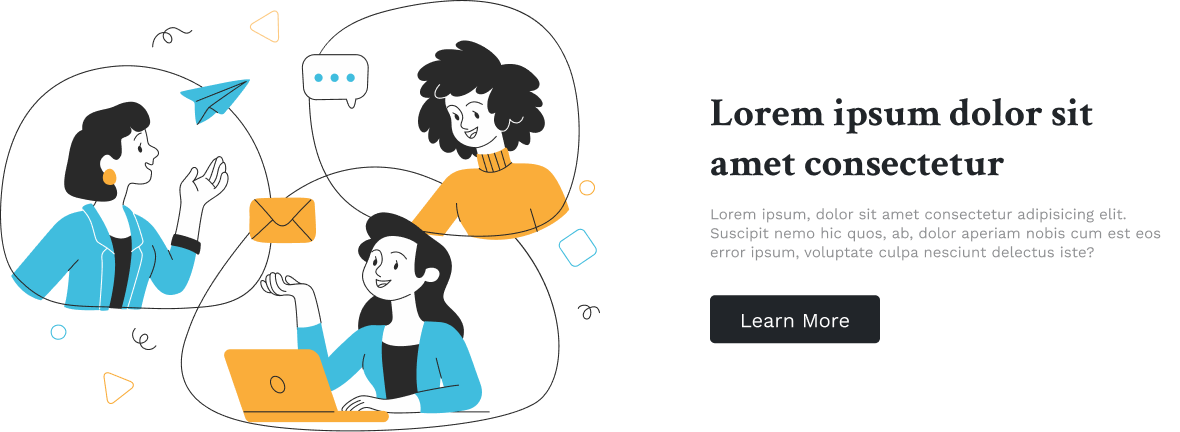 Lorem ipsum dolor sit
amet consectetur
Lorem ipsum, dolor sit amet consectetur adipisicing elit.
Suscipit nemo hic quos, ab, dolor aperiam nobis cum est eos
error ipsum, voluptate culpa nesciunt delectus iste?
Learn More